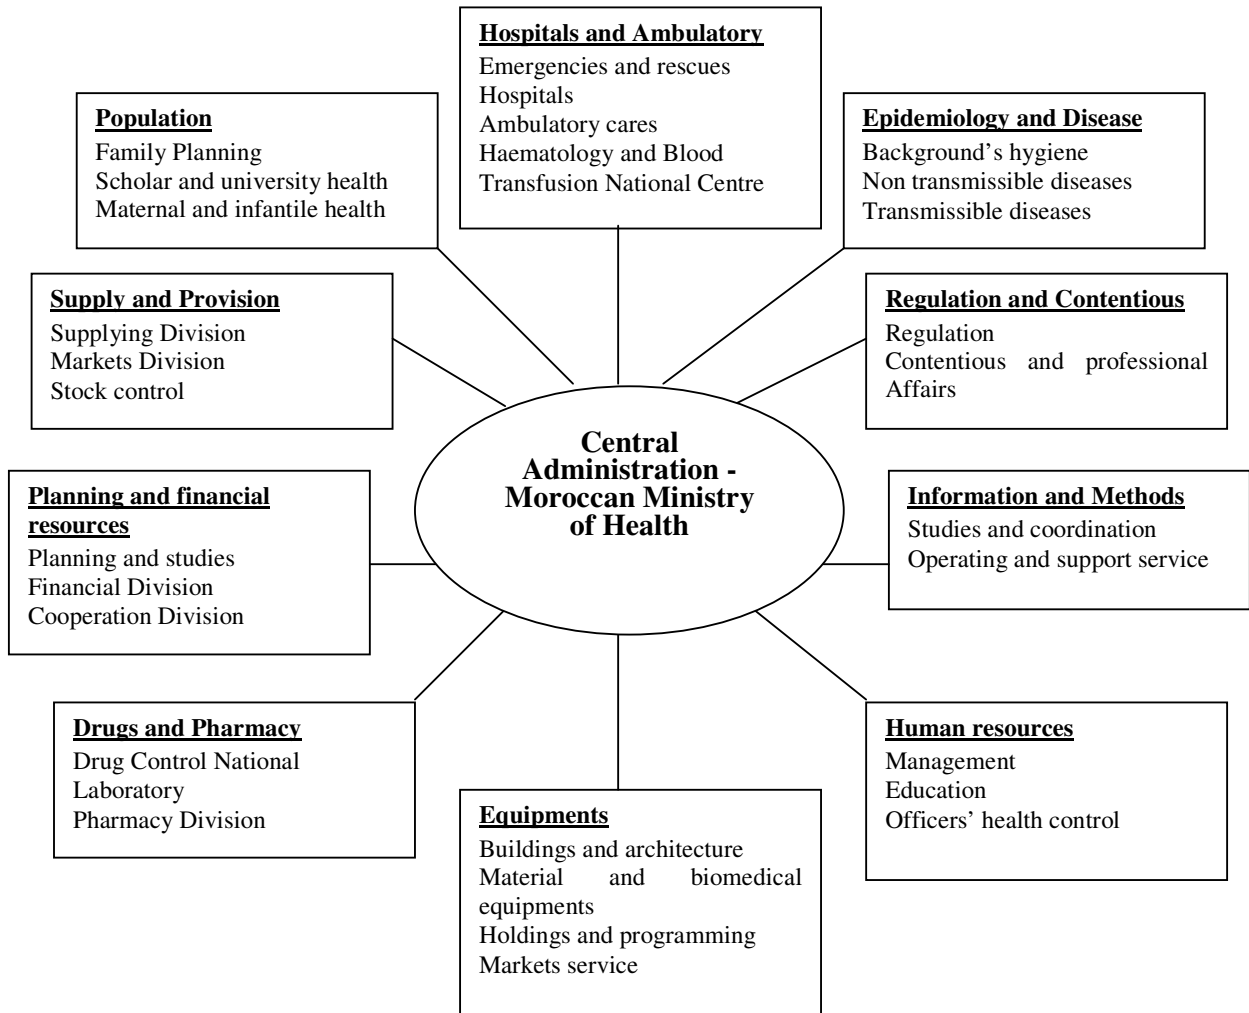 Hospitals and Ambulatory
Emergencies and rescues
Hospitals
Ambulatory cares
Haematology and Blood
Transfusion National Centre
Population
Family Planning
Scholar and university health
Maternal and infantile health
Epidemiology and Disease
Background's hygiene
Non transmissible diseases
Transmissible diseases
Supply and Provision
Supplying Division
Markets Division
Stock control
Regulation and Contentious
Regulation
Contentious and professional
Affairs
Central
Administration -
Moroccan Ministry
of Health
Planning and financial
resources
Planning and studies
Financial Division
Cooperation Division
Information and Methods
Studies and coordination
Operating and support service
Drugs and Pharmacy
Drug Control National
Laboratory
Pharmacy Division
Human resources
Management
Education
Officers’ health control
Equipments
Buildings and architecture
Material and biomedical
equipments
Holdings and programming
Markets service